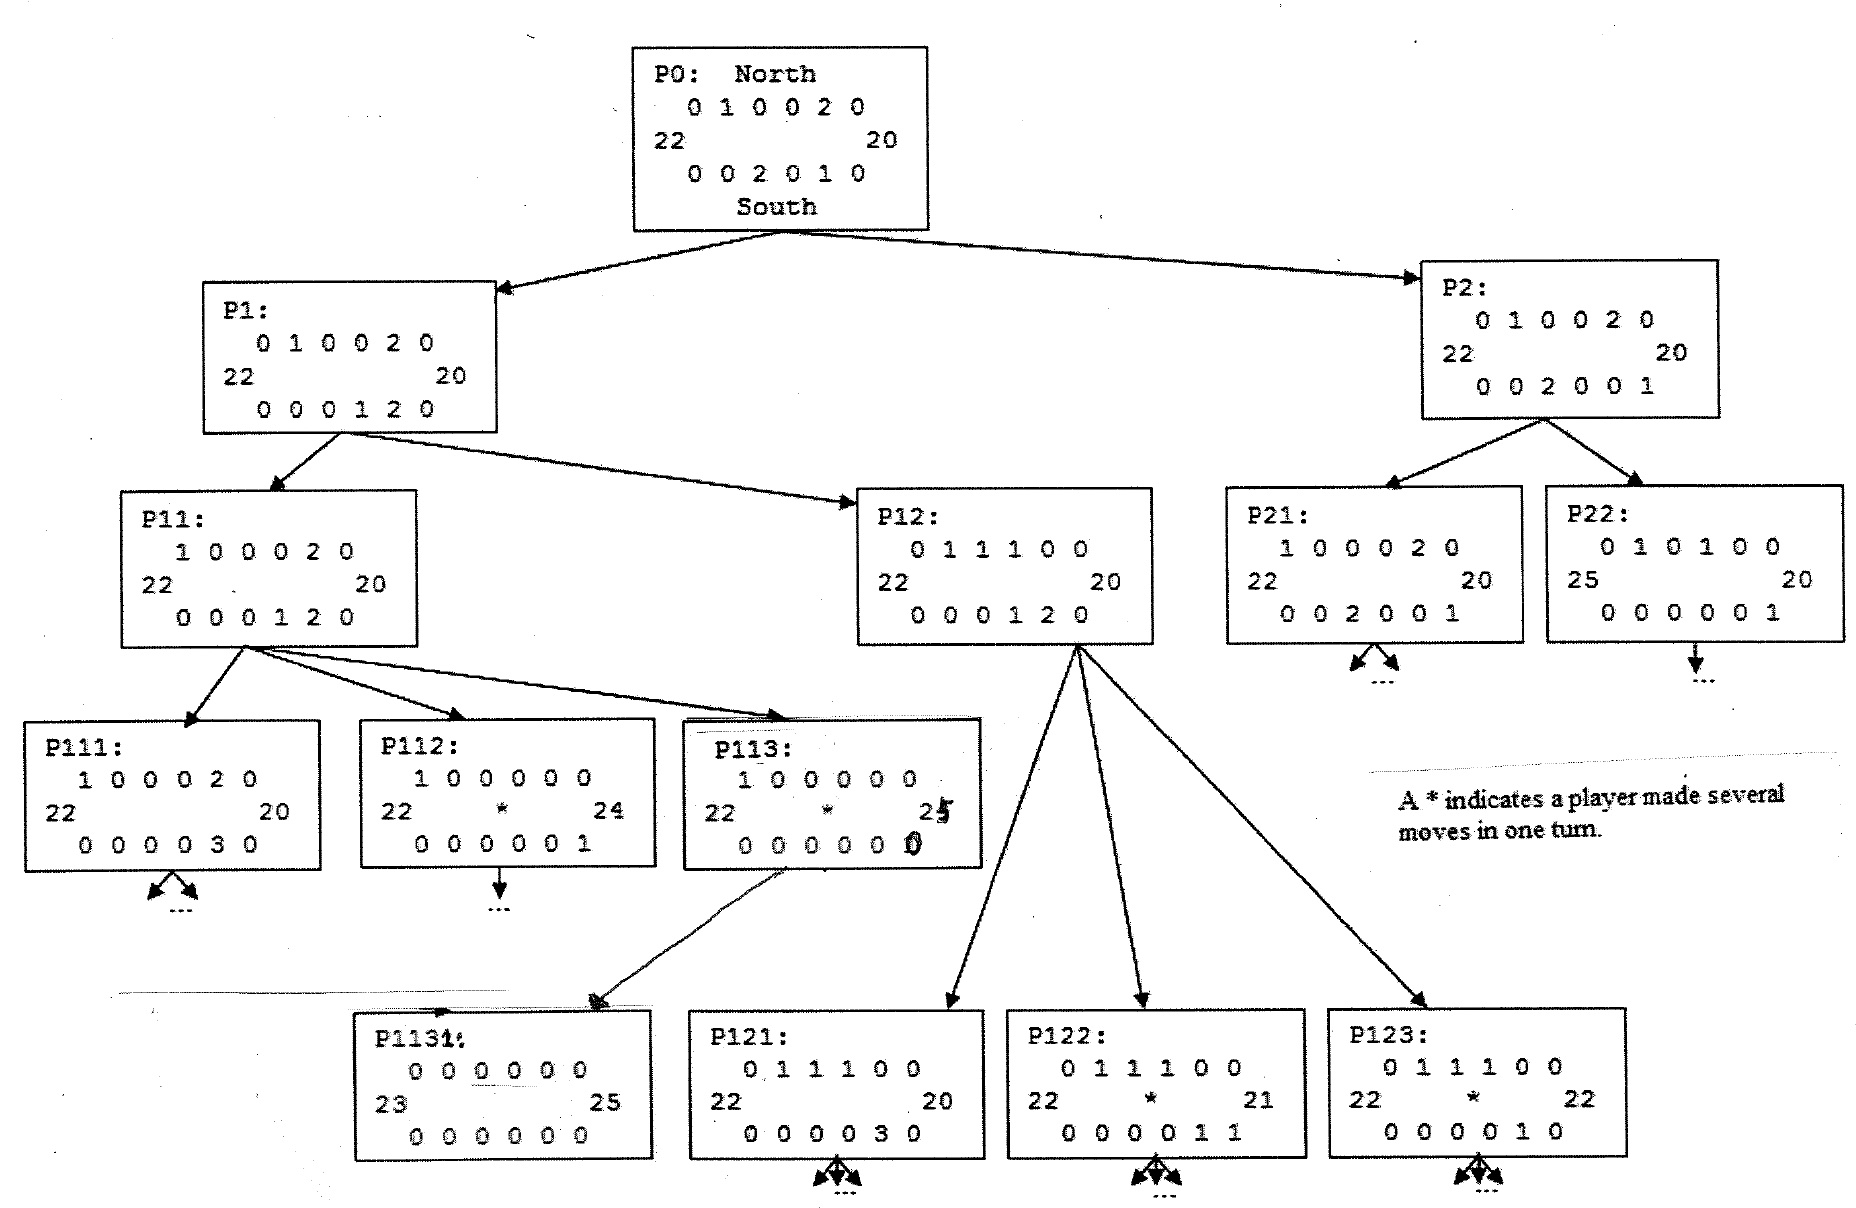 P0: North
0 1 0 0 2 0
22 20
0 0 2 0 1 0
South
P1:
0 1 0 0 2 0
22 20
0 0 0 1 2 0
P2:
0 1 0 0 2 0
22 20
0 0 2 0 0 1
P11:
1 0 0 0 2 0
22 20
0 0 0 1 2 0
P12:
0 1 1 1 0 0
22 20
0 0 0 1 2 0
P21:
1 0 0 0 2 0
22 20
0 0 2 0 0 1
P22:
0 1 0 1 0 0
25 20
0 0 0 0 0 1
...
...
P111:
1 0 0 0 2 0
22 20
0 0 0 0 3 0
...
P112:
1 0 0 0 0 0
22 * 24
0 0 0 0 0 1
...
P113:
1 0 0 0 0 0
22 * 25
0 0 0 0 0 0
A * indicates a player made several
moves in one turn.
P1131:
0 0 0 0 0 0
23 25
0 0 0 0 0 0
P121:
0 1 1 1 0 0
22 20
0 0 0 0 3 0
...
P122:
0 1 1 1 0 0
22 * 21
0 0 0 0 1 1
...
P123:
0 1 1 1 0 0
22 * 22
0 0 0 0 1 0
...